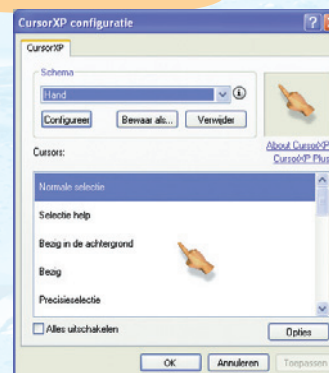 CursorXP configuratie
CursorXP
Schema
Hand
Configureer
Bewaar als...
Verwijder
About CursorXP
CursorXP Plus
Cursors:
Normale selectie
Selectie help
Bezig in de achtergrond
Bezig
Precisieselectie
Alles uitschakelen
Opties
OK
Annuleren
Toepassen